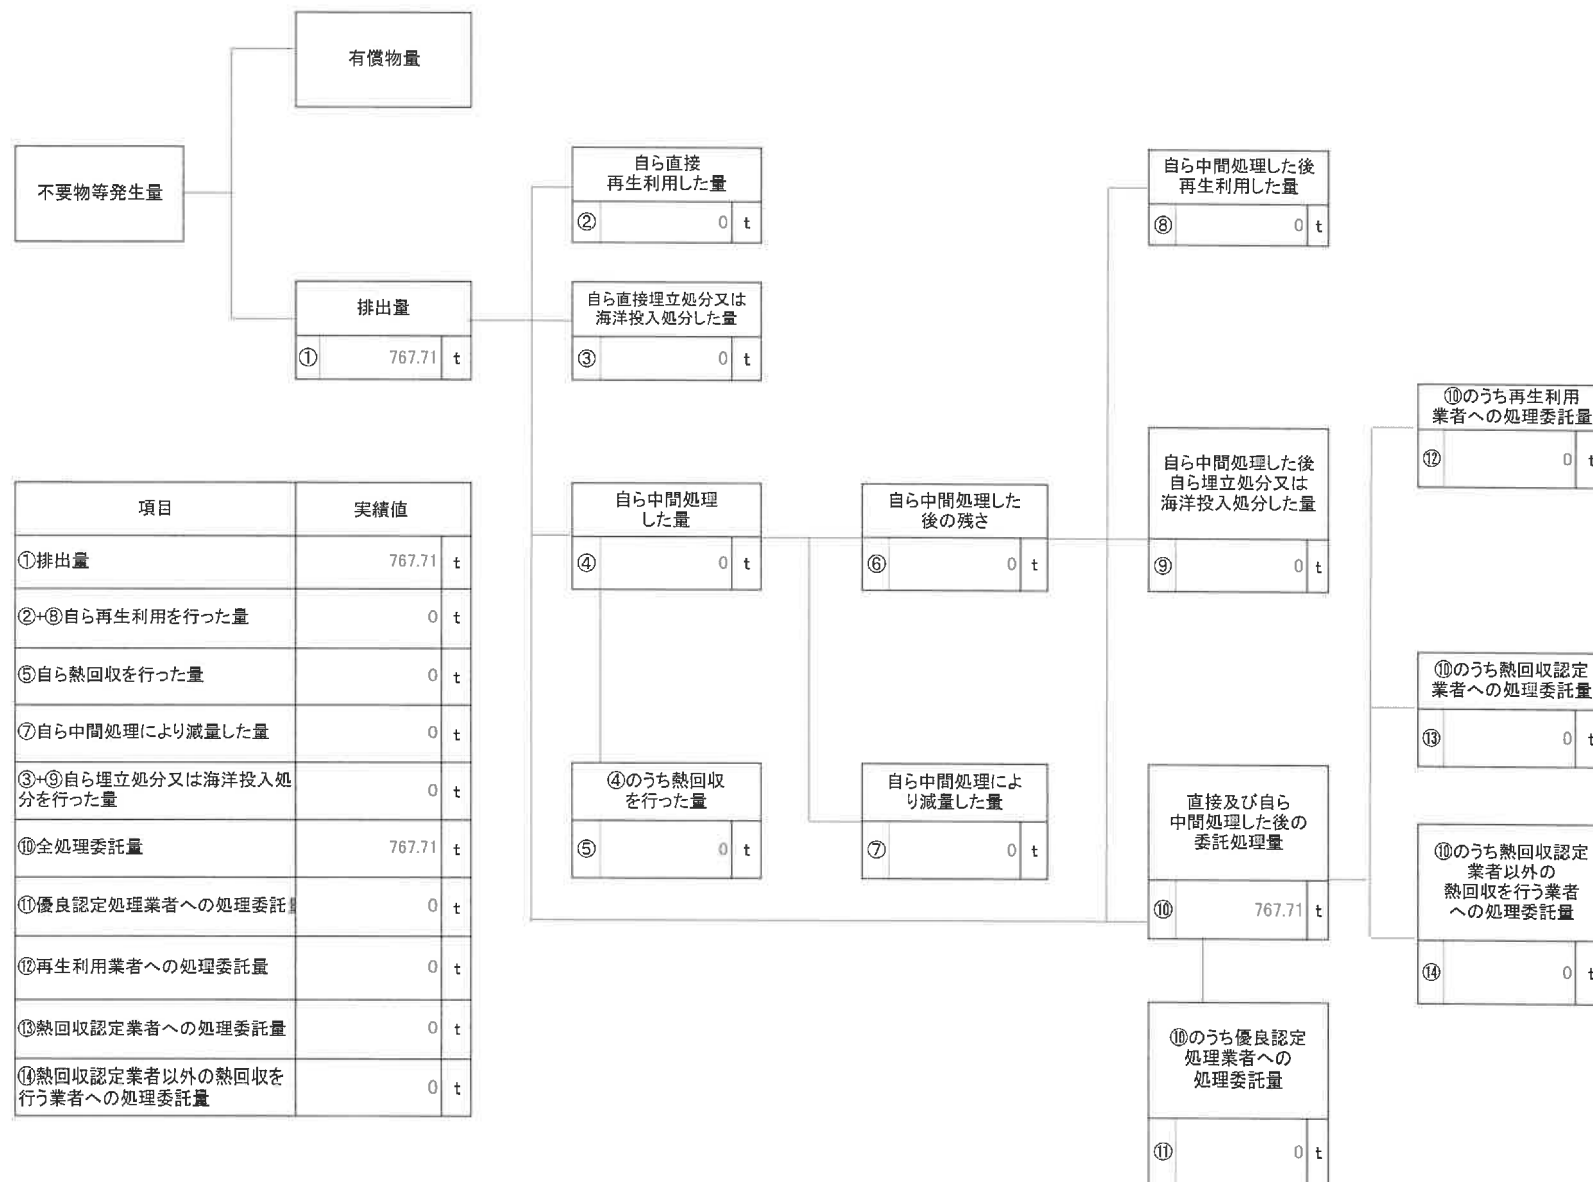 有償物量
不要物等発生量
排出量
① 767.71 t
自ら直接
再生利用した量
② 0 t
自ら直接埋立処分又は
海洋投入処分した量
③ 0 t
自ら中間処理した後
再生利用した量
⑧ 0 t
自ら中間処理
した量
④ 0 t
自ら中間処理した
後の残さ
⑥ 0 t
自ら中間処理した後
自ら埋立処分又は
海洋投入処分した量
⑨ 0 t
⑩のうち再生利用
業者への処理委託量
⑫ 0 t
⑩のうち熱回収認定
業者への処理委託量
⑬ 0 t
④のうち熱回収
を行った量
⑤ 0 t
自ら中間処理によ
り減量した量
⑦ 0 t
直接及び自ら
中間処理した後の
委託処理量
⑩ 767.71 t
⑩のうち熱回収認定
業者以外の
熱回収を行う業者
への処理委託量
⑭ 0 t
⑩のうち優良認定
処理業者への
処理委託量
⑪ 0 t
項目 実績値
①排出量 767.71 t
②+⑧自ら再生利用を行った量 0 t
⑤自ら熱回収を行った量 0 t
⑦自ら中間処理により減量した量 0 t
③+⑨自ら埋立処分又は海洋投入処
分を行った量 0 t
⑩全処理委託量 767.71 t
⑪優良認定処理業者への処理委託量 0 t
⑫再生利用業者への処理委託量 0 t
⑬熱回収認定業者への処理委託量 0 t
⑭熱回収認定業者以外の熱回収を
行う業者への処理委託量 0 t